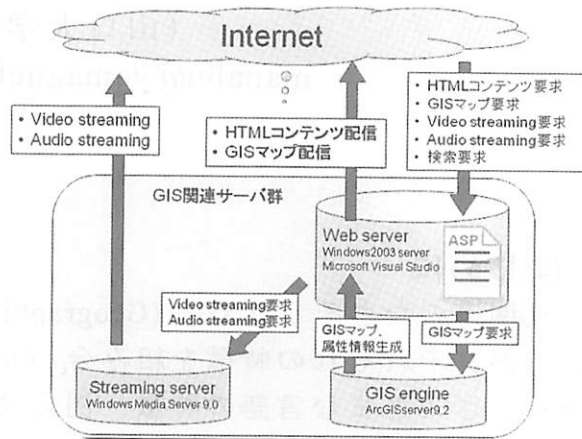 Internet
• Video streaming
• Audio streaming
• HTMLコンテンツ配信
• GISマップ配信
• HTMLコンテンツ要求
• GISマップ要求
• Video streaming要求
• Audio streaming要求
• 検索要求
GIS関連サーバ群
Web server
Windows2003 server
Microsoft Visual Studio
ASP
Video streaming要求
Audio streaming要求
GISマップ、
属性情報生成
GISマップ要求
Streaming server
Windows Media Server 9.0
GIS engine
ArcGISserver9.2